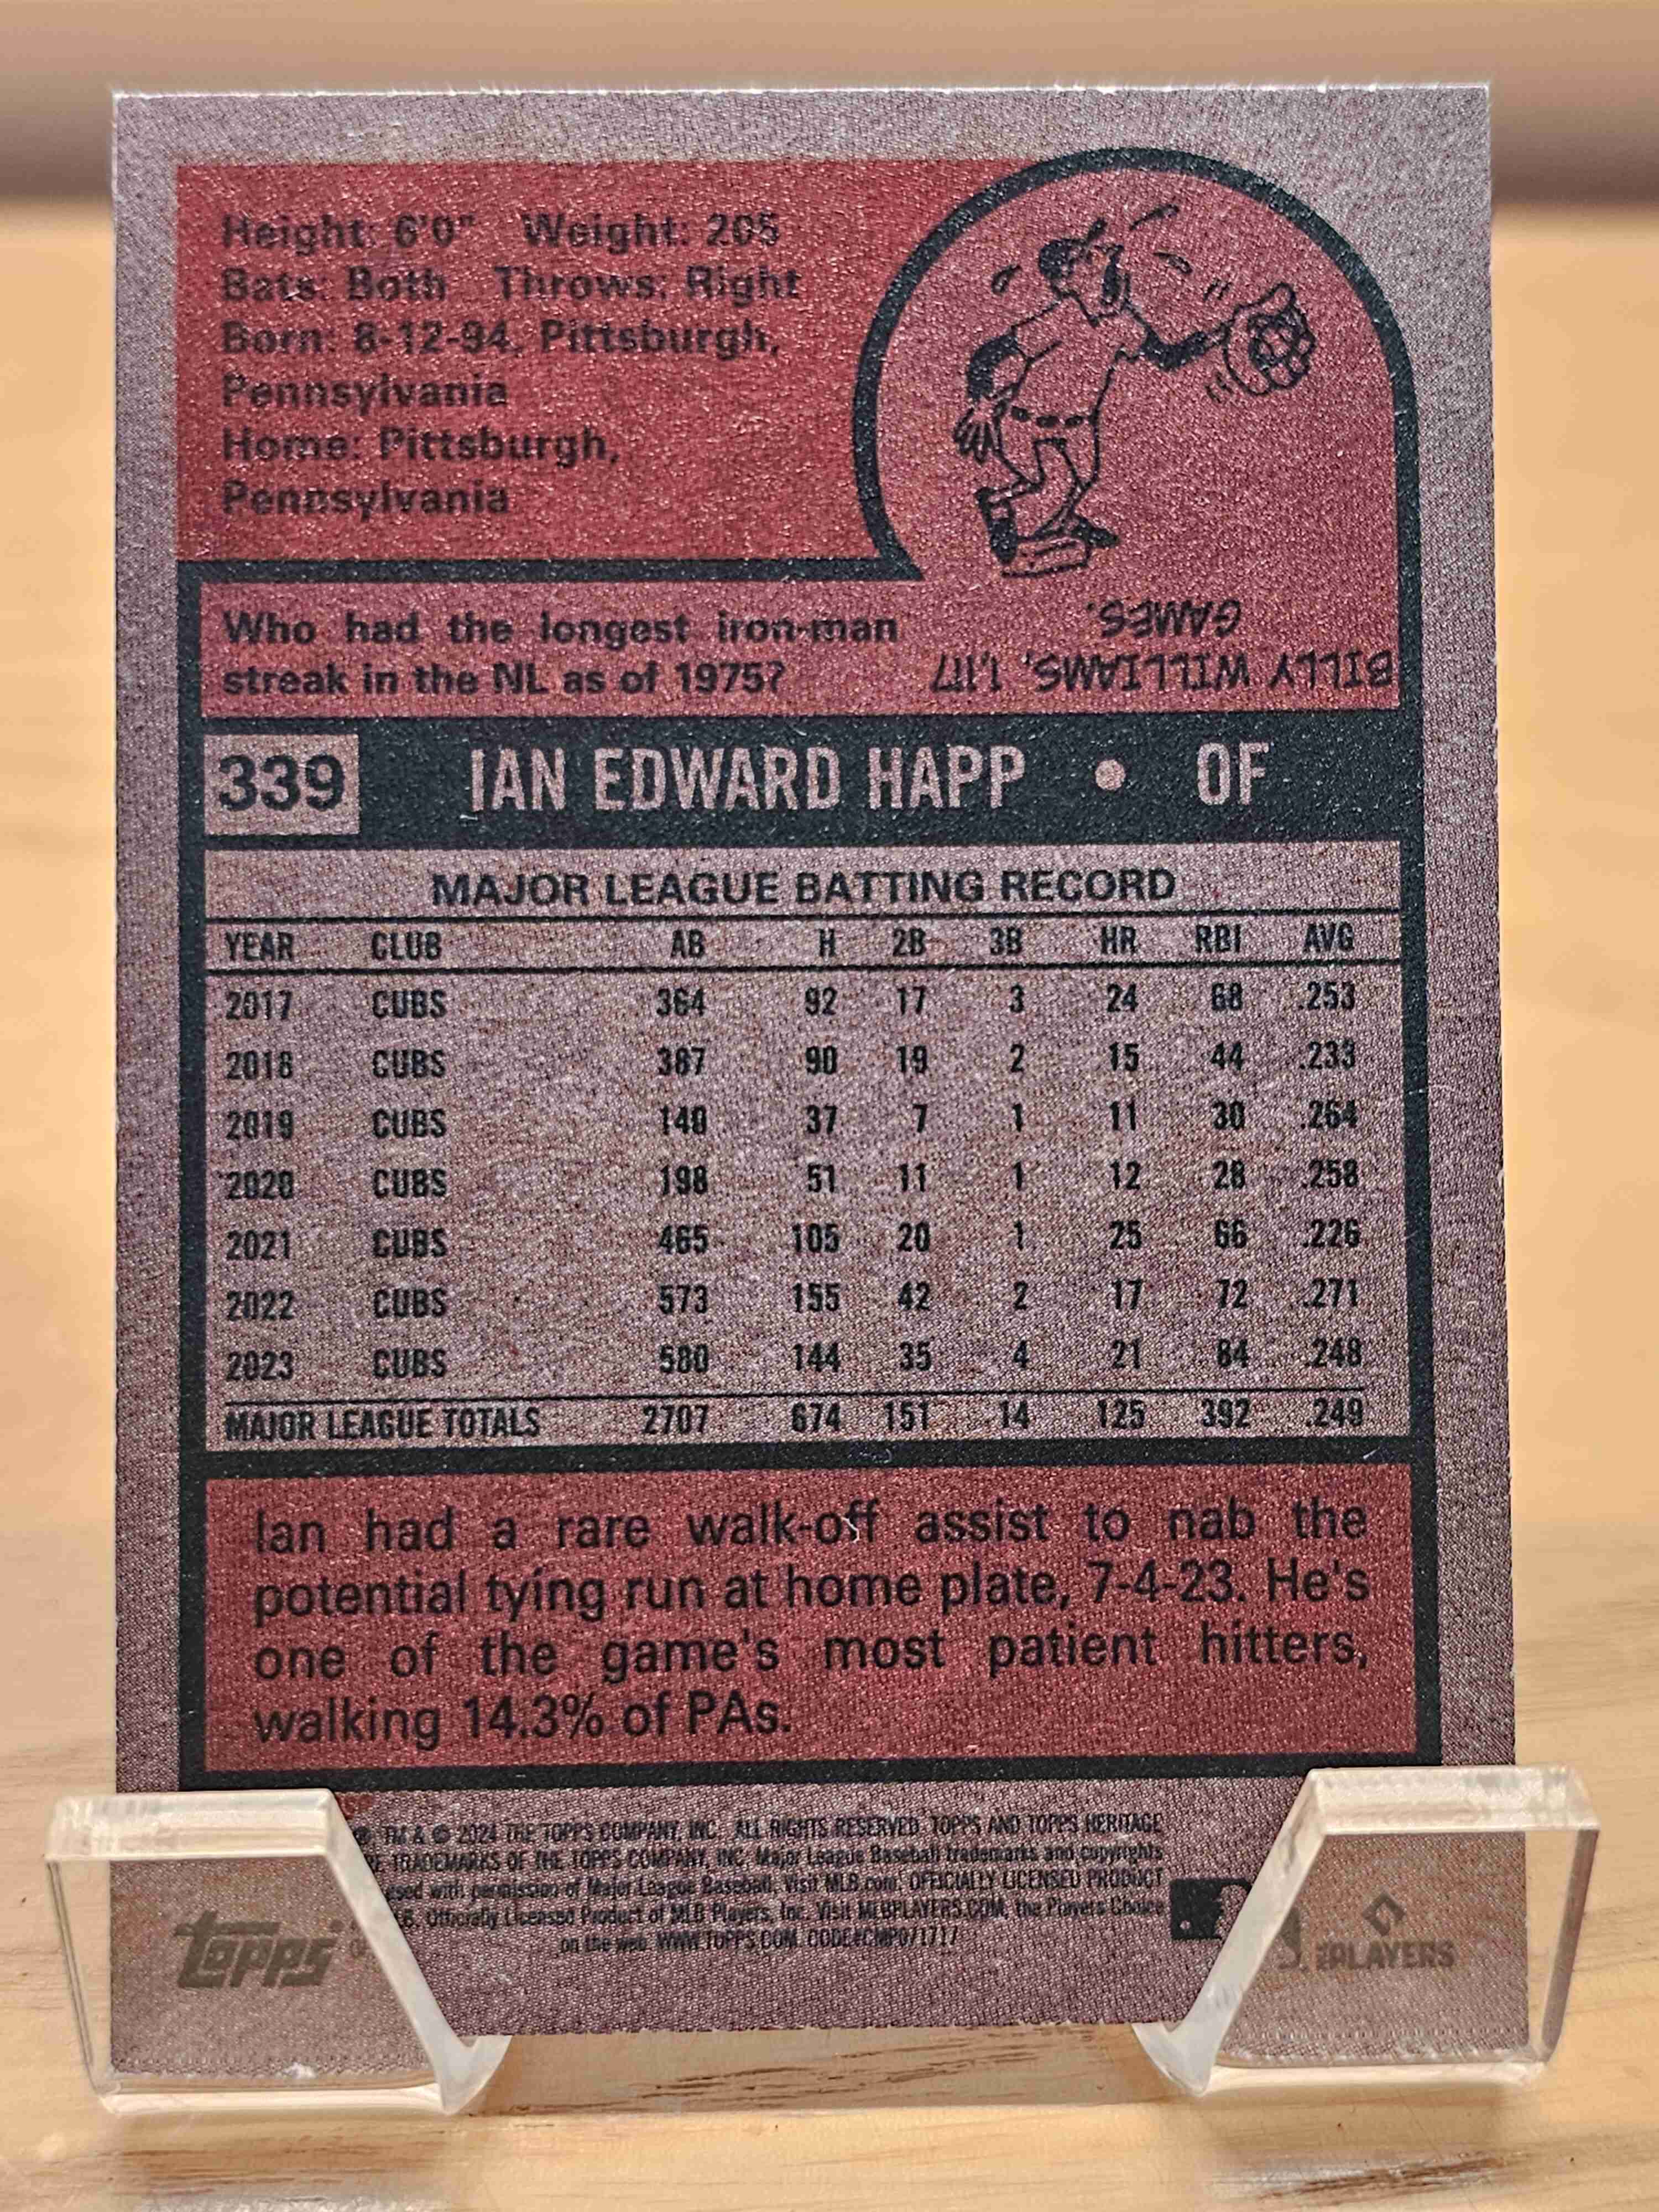 Height: 6'0" Weight: 205
Bats: Both Throws: Right
Born: 8-12-94, Pittsburgh,
Pennsylvania
Home: Pittsburgh,
Pennsylvania
Who had the longest iron-man
streak in the NL as of 1975?
BILLY WILLIAMS, 1,117
GAMES.
339 IAN EDWARD HAPP • OF
MAJOR LEAGUE BATTING RECORD
YEAR CLUB AB H 2B 3B HR RBI AVG
2017 CUBS 364 92 17 3 24 68 .253
2018 CUBS 387 90 19 2 15 44 .233
2019 CUBS 140 37 7 1 11 30 .264
2020 CUBS 198 51 11 1 12 28 .258
2021 CUBS 465 105 20 1 25 66 .226
2022 CUBS 573 155 42 2 17 72 .271
2023 CUBS 580 144 35 4 21 84 .248
MAJOR LEAGUE TOTALS 2707 674 151 14 125 392 .249
Ian had a rare walk-off assist to nab the
potential tying run at home plate, 7-4-23. He's
one of the game's most patient hitters,
walking 14.3% of PAs.
®, TM & © 2024 THE TOPPS COMPANY, INC. ALL RIGHTS RESERVED. TOPPS AND TOPPS HERITAGE
TRADEMARKS OF THE TOPPS COMPANY, INC. Major League Baseball trademarks and copyrights
with permission of Major League Baseball. Visit MLB.com. OFFICIALLY LICENSED PRODUCT
Officially Licensed Product of MLB Players, Inc. Visit MLBPLAYERS.COM, the Players Choice
on the web. WWW.TOPPS.COM. CODE#CMP071717
Topps
PLAYERS